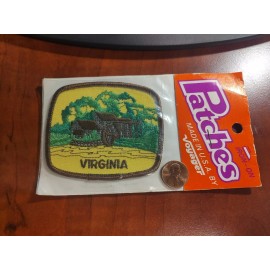 VIRGINIA
Patches
MADE IN U.S.A. BY
voyager